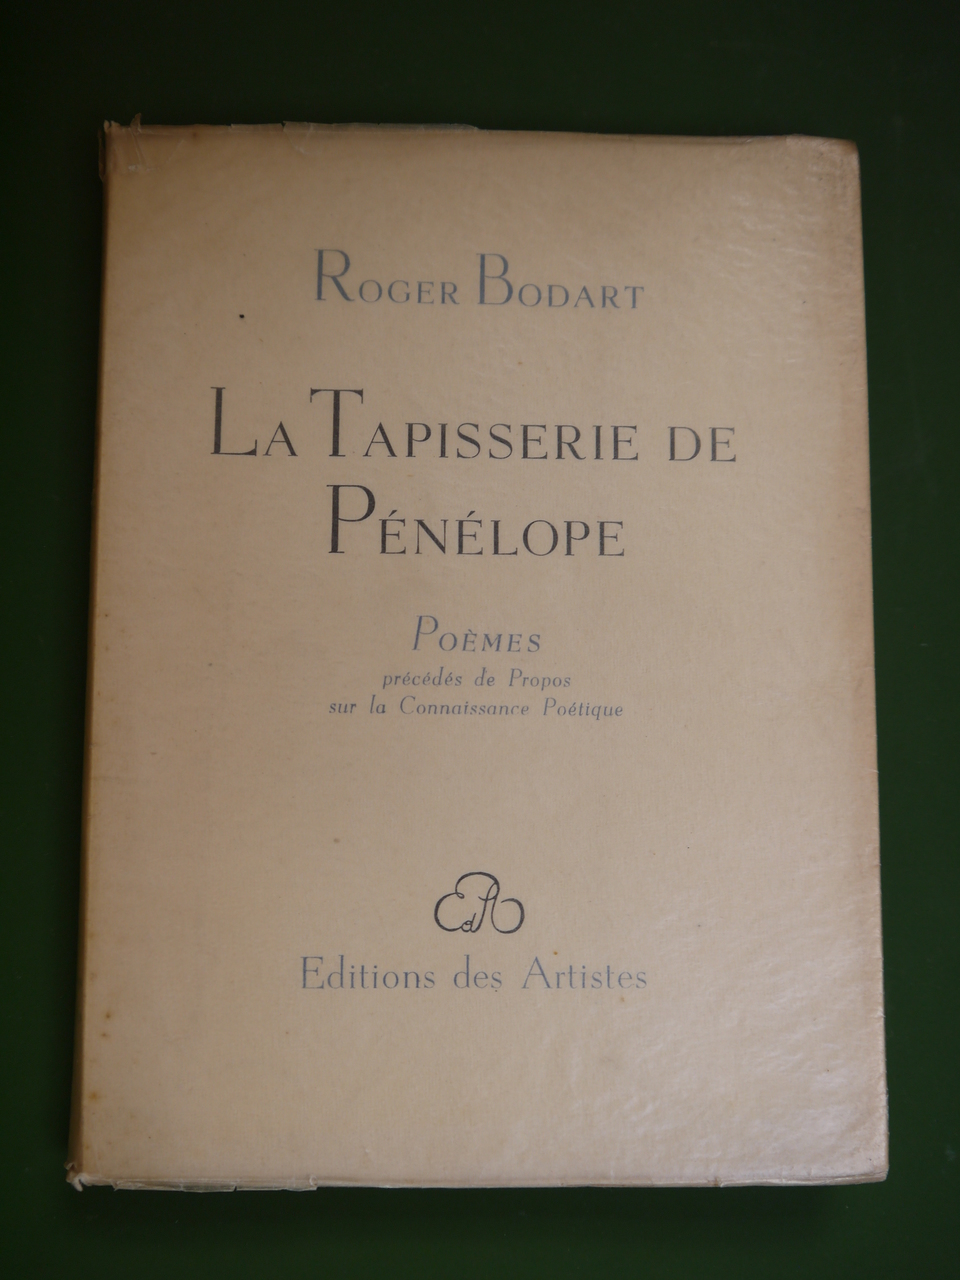 Roger Bodart
La Tapisserie de
Pénélope
Poèmes
précédés de Propos
sur la Connaissance Poétique
EdA
Editions des Artistes